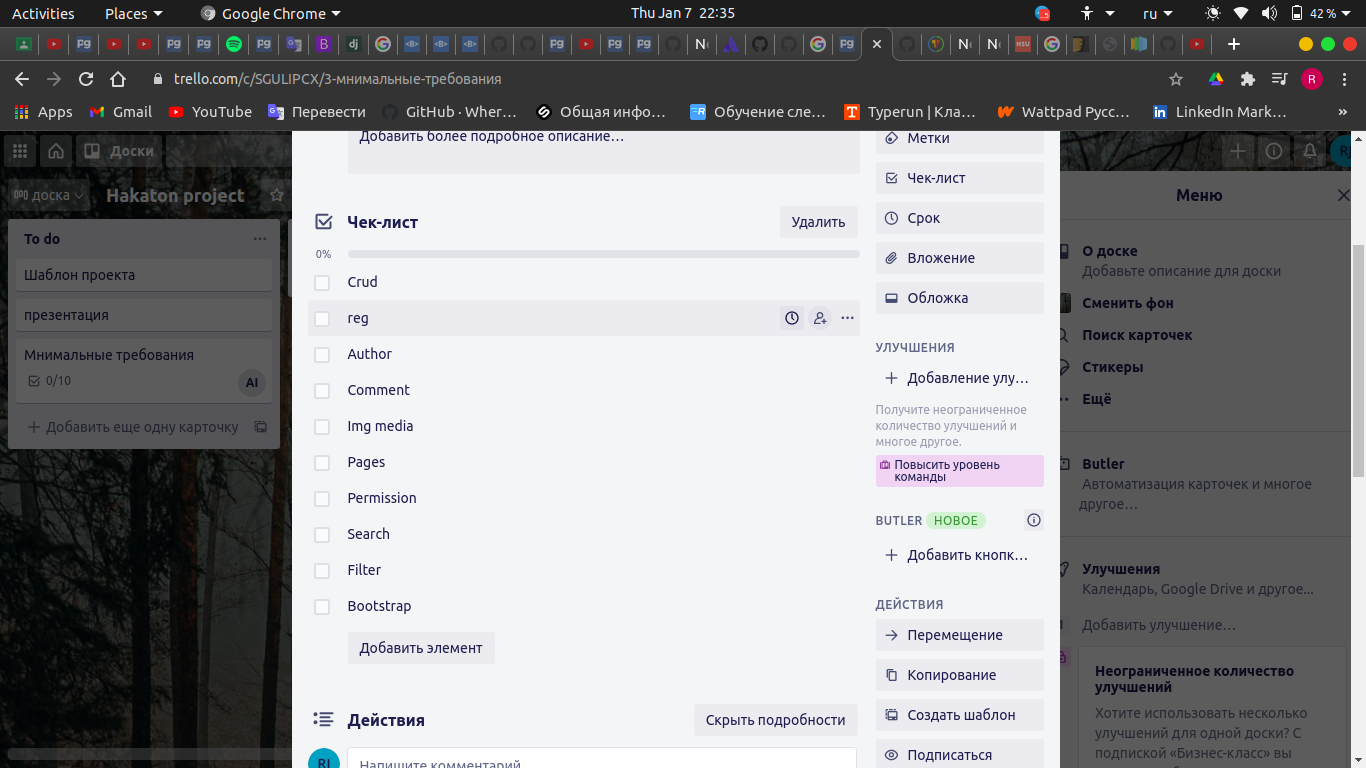 Activities Places Google Chrome Thu Jan 7 22:35 ru 42 %
trello.com/c/SGULIPCX/3-мнимальные-требования
Apps Gmail YouTube Перевести GitHub · Wher… Общая инфо… Обучение сле… Typerun | Кла… Wattpad Русс… LinkedIn Mark… »
Доски
доска Hakaton project
To do
Шаблон проекта
презентация
Мнимальные требования
0/10 AI
Добавить еще одну карточку
Добавить более подробное описание…
Чек-лист Удалить
0%
Crud
reg
Author
Comment
Img media
Pages
Permission
Search
Filter
Bootstrap
Добавить элемент
Действия Скрыть подробности
RI Напишите комментарий
Метки
Чек-лист
Срок
Вложение
Обложка
УЛУЧШЕНИЯ
Добавление улу…
Получите неограниченное
количество улучшений и
многое другое.
Повысить уровень
команды
BUTLER НОВОЕ
Добавить кнопк…
ДЕЙСТВИЯ
Перемещение
Копирование
Создать шаблон
Подписаться
Меню
О доске
Добавьте описание для доски
Сменить фон
Поиск карточек
Стикеры
Ещё
Butler
Автоматизация карточек и многое
другое…
Улучшения
Календарь, Google Drive и другое...
Добавить улучшение…
Неограниченное количество
улучшений
Хотите использовать несколько
улучшений для одной доски? С
подпиской «Бизнес-класс» вы